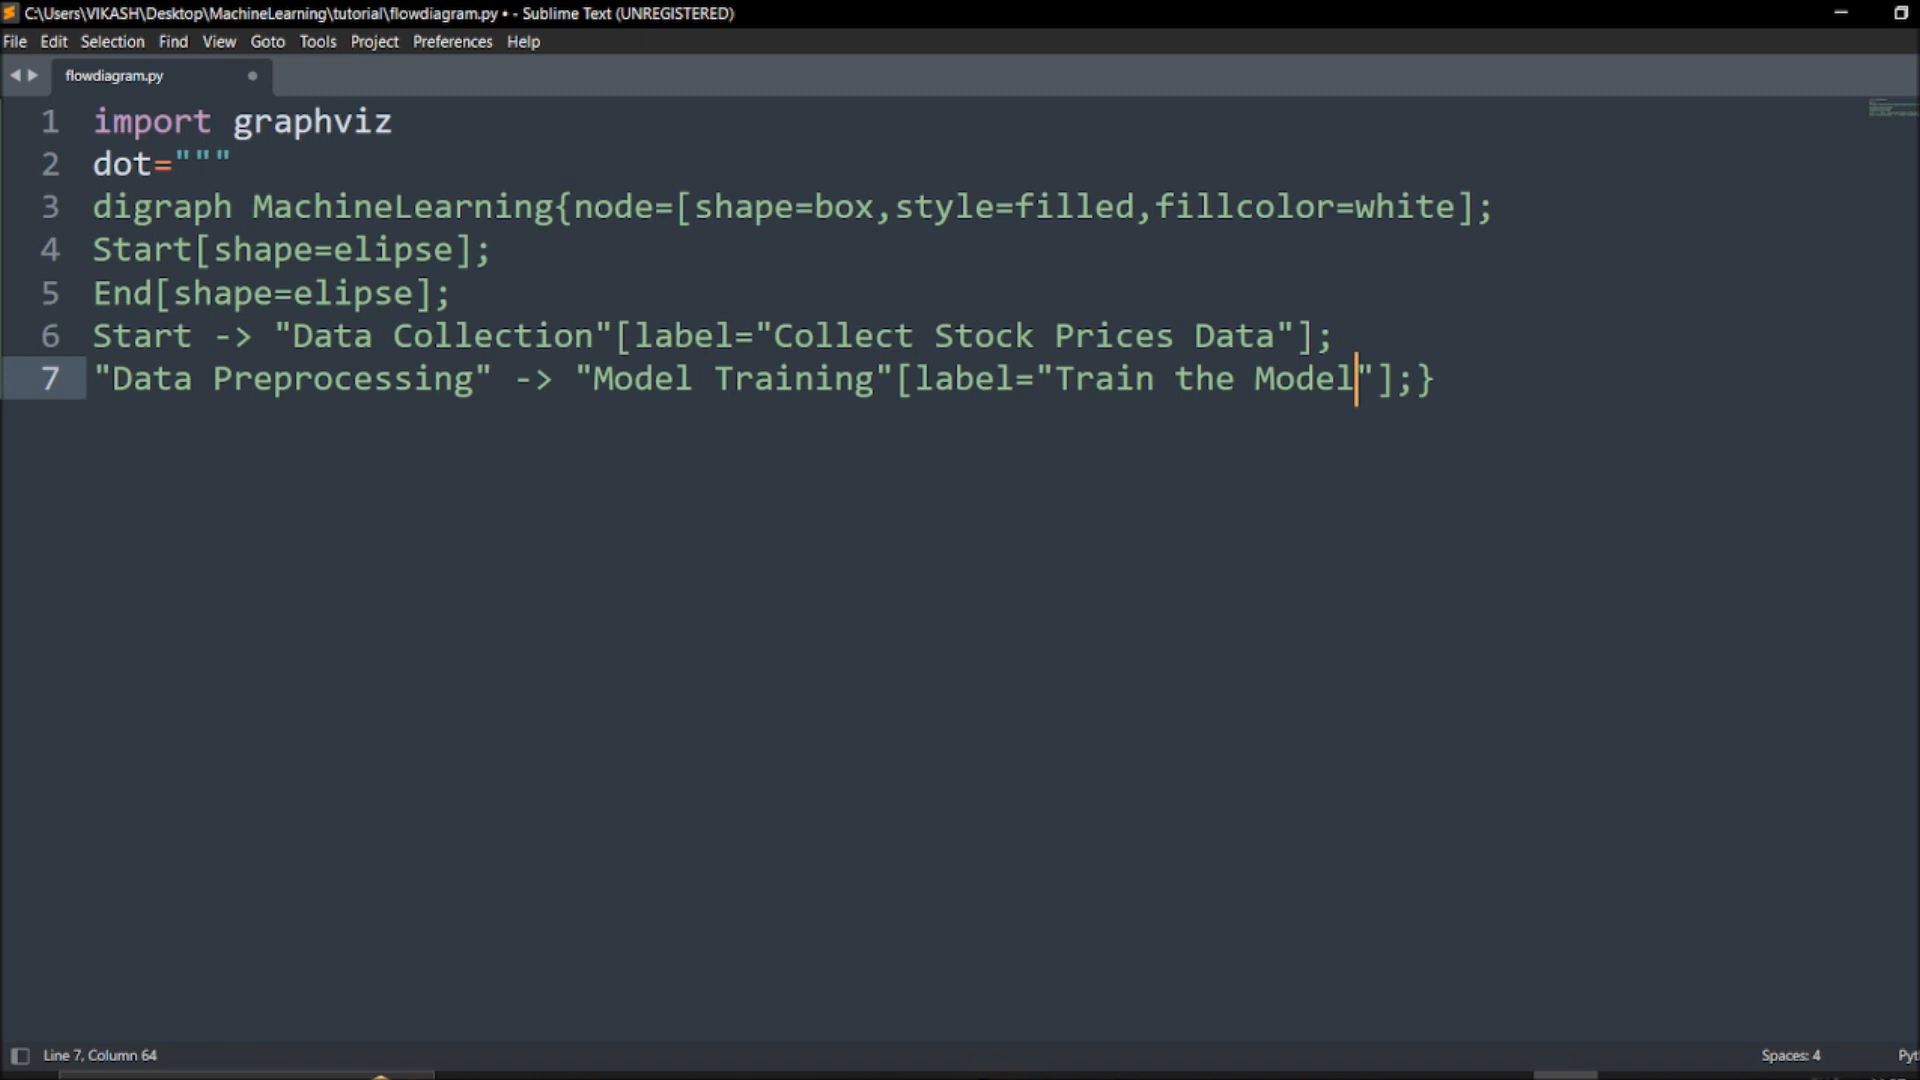 C:\Users\VIKASH\Desktop\MachineLearning\tutorial\flowdiagram.py • - Sublime Text (UNREGISTERED)
File Edit Selection Find View Goto Tools Project Preferences Help
flowdiagram.py
1 import graphviz
2 dot="""
3 digraph MachineLearning{node=[shape=box,style=filled,fillcolor=white];
4 Start[shape=elipse];
5 End[shape=elipse];
6 Start -> "Data Collection"[label="Collect Stock Prices Data"];
7 "Data Preprocessing" -> "Model Training"[label="Train the Model"];}
Line 7, Column 64 Spaces: 4 Pyt